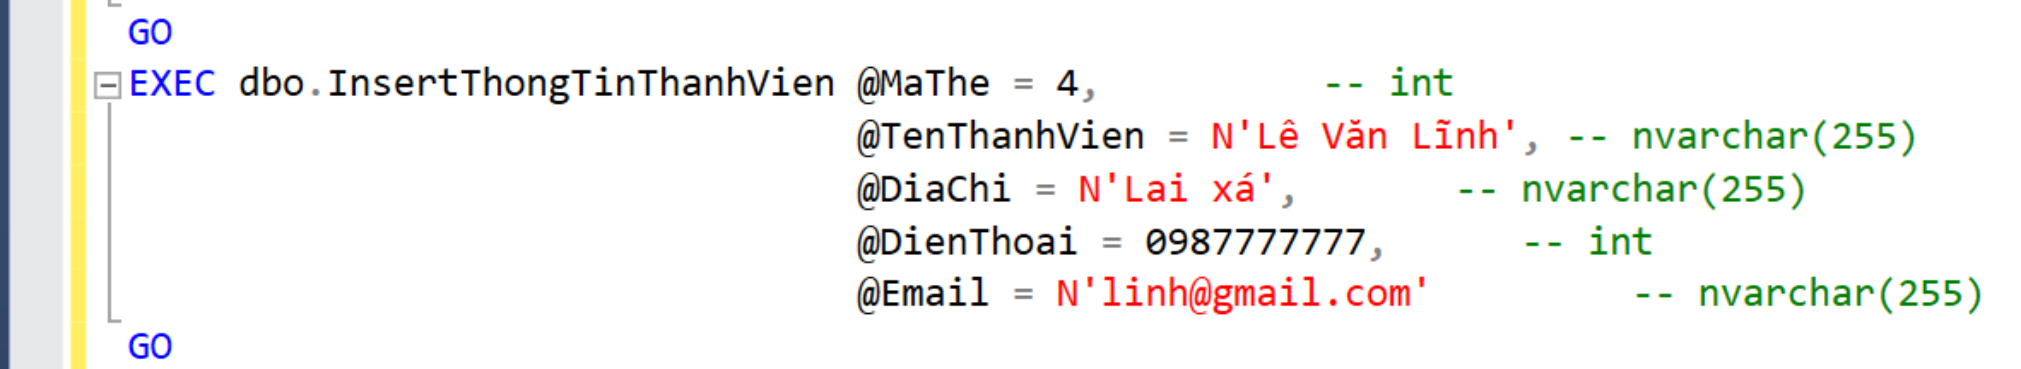 GO
EXEC dbo.InsertThongTinThanhVien @MaThe = 4, -- int
@TenThanhVien = N'Lê Văn Lĩnh', -- nvarchar(255)
@DiaChi = N'Lai xá', -- nvarchar(255)
@DienThoai = 0987777777, -- int
@Email = N'linh@gmail.com' -- nvarchar(255)
GO